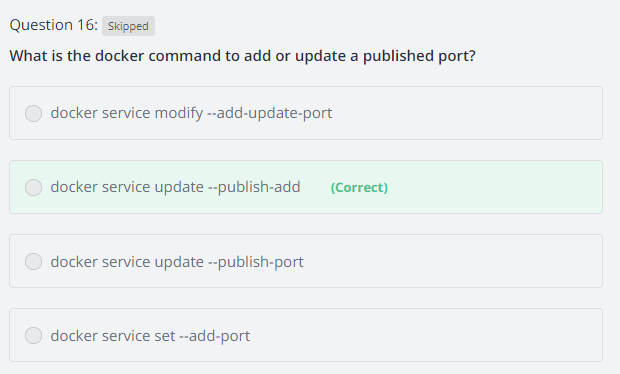 Question 16: Skipped
What is the docker command to add or update a published port?
docker service modify --add-update-port
docker service update --publish-add (Correct)
docker service update --publish-port
docker service set --add-port